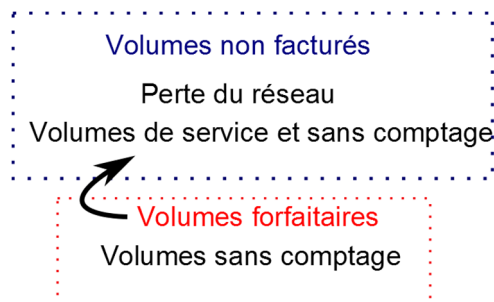 Volumes non facturés
Perte du réseau
Volumes de service et sans comptage
Volumes forfaitaires
Volumes sans comptage